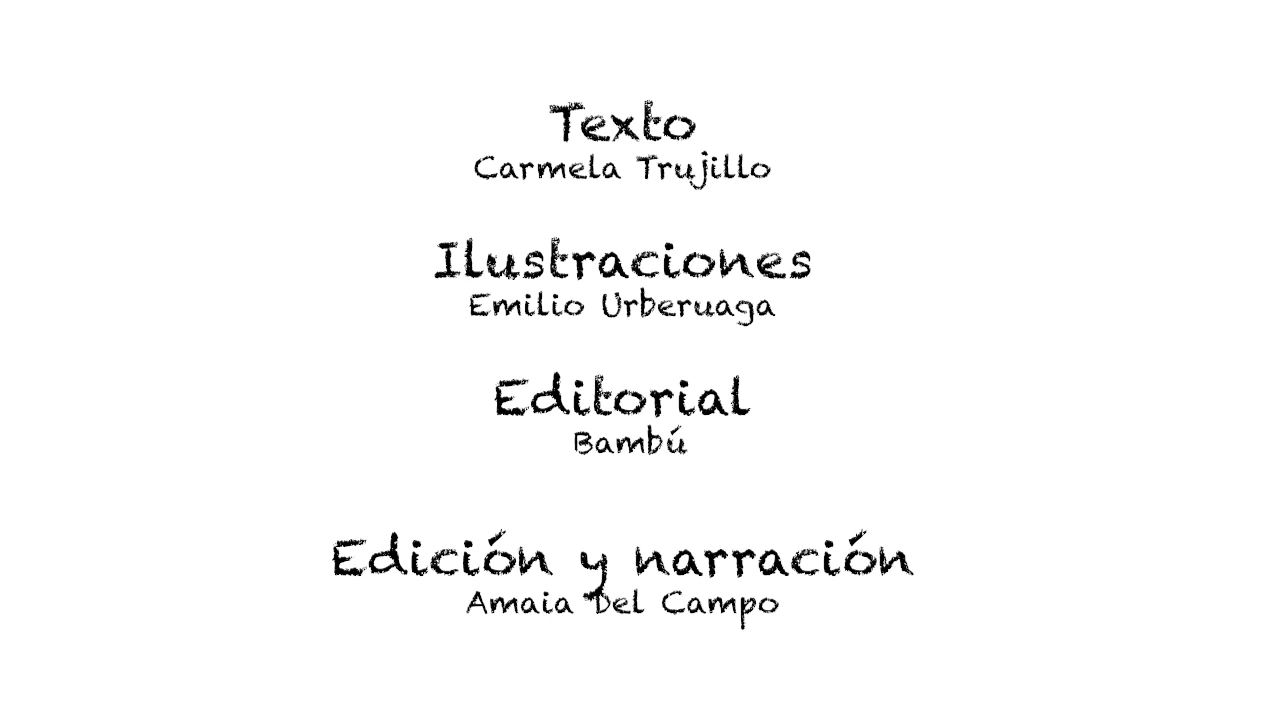 Texto
Carmela Trujillo
Ilustraciones
Emilio Urberuaga
Editorial
Bambú
Edición y narración
Amaia Del Campo